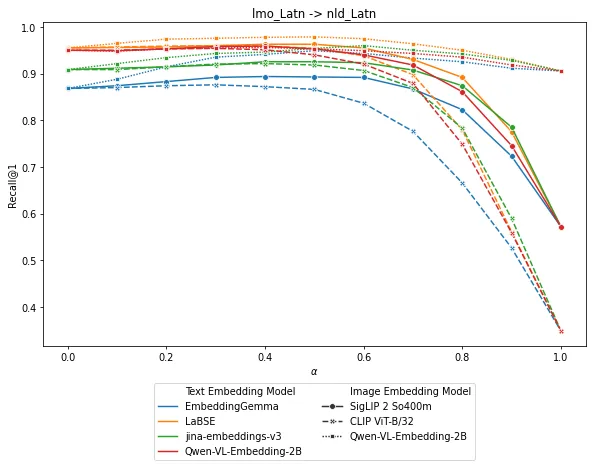 lmo_Latn -> nld_Latn
Recall@1
1.0
0.9
0.8
0.7
0.6
0.5
0.4
0.0 0.2 0.4 0.6 0.8 1.0
α
Text Embedding Model Image Embedding Model
EmbeddingGemma SigLIP 2 So400m
LaBSE CLIP ViT-B/32
jina-embeddings-v3 Qwen-VL-Embedding-2B
Qwen-VL-Embedding-2B